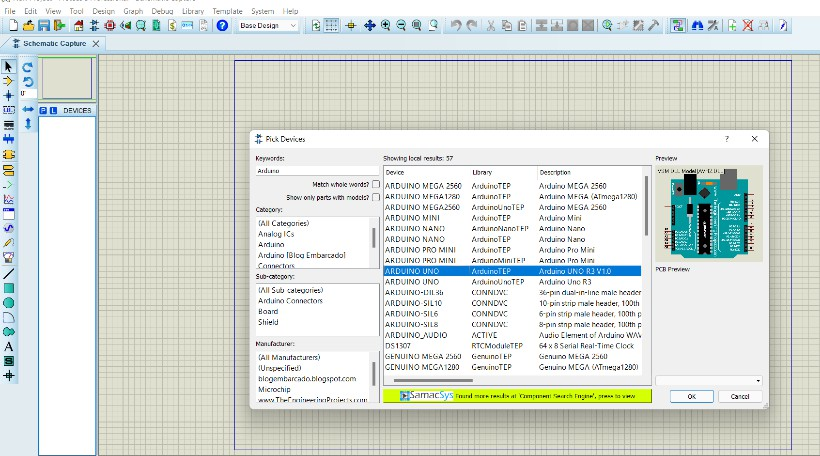 File Edit View Tool Design Graph Debug Library Template System Help
Base Design
Schematic Capture
P L DEVICES
Pick Devices
Keywords:
Showing local results: 57
Preview
Arduino
Match whole words?
Show only parts with models?
Category:
(All Categories)
Analog ICs
Arduino
Arduino [Blog Embarcado]
Connectors
Sub-category:
(All Sub-categories)
Arduino Connectors
Board
Shield
Manufacturer:
(All Manufacturers)
(Unspecified)
blogembarcado.blogspot.com
Microchip
www.TheEngineeringProjects.com
Device Library Description
ARDUINO MEGA 2560 ArduinoTEP Arduino MEGA 2560
ARDUINO MEGA1280 ArduinoTEP Arduino MEGA (ATmega1280)
ARDUINO MEGA2560 ArduinoUnoTEP Arduino MEGA 2560
ARDUINO MINI ArduinoTEP Arduino Mini
ARDUINO NANO ArduinoNanoTEP Arduino Nano
ARDUINO NANO ArduinoTEP Arduino Nano
ARDUINO PRO MINI ArduinoTEP Arduino Pro Mini
ARDUINO PRO MINI ArduinoMiniTEP Arduino Pro Mini
ARDUINO UNO ArduinoTEP Arduino UNO R3 V1.0
ARDUINO UNO ArduinoUnoTEP Arduino Uno R3
ARDUINO-DIL36 CONNDVC 36-pin dual-in-line male header
ARDUINO-SIL10 CONNDVC 10-pin strip male header, 100th
ARDUINO-SIL6 CONNDVC 6-pin strip male header, 100th p
ARDUINO-SIL8 CONNDVC 8-pin strip male header, 100th p
ARDUINO_AUDIO ACTIVE Audio Element of Arduino WAV
DS1307 RTCModuleTEP 64 x 8 Serial Real-Time Clock
GENUINO MEGA 2560 GenuinoTEP Genuino MEGA 2560
GENUINO MEGA1280 GenuinoTEP Genuino MEGA (ATmega1280)
SamacSys Found more results at 'Component Search Engine', press to view
PCB Preview
OK Cancel